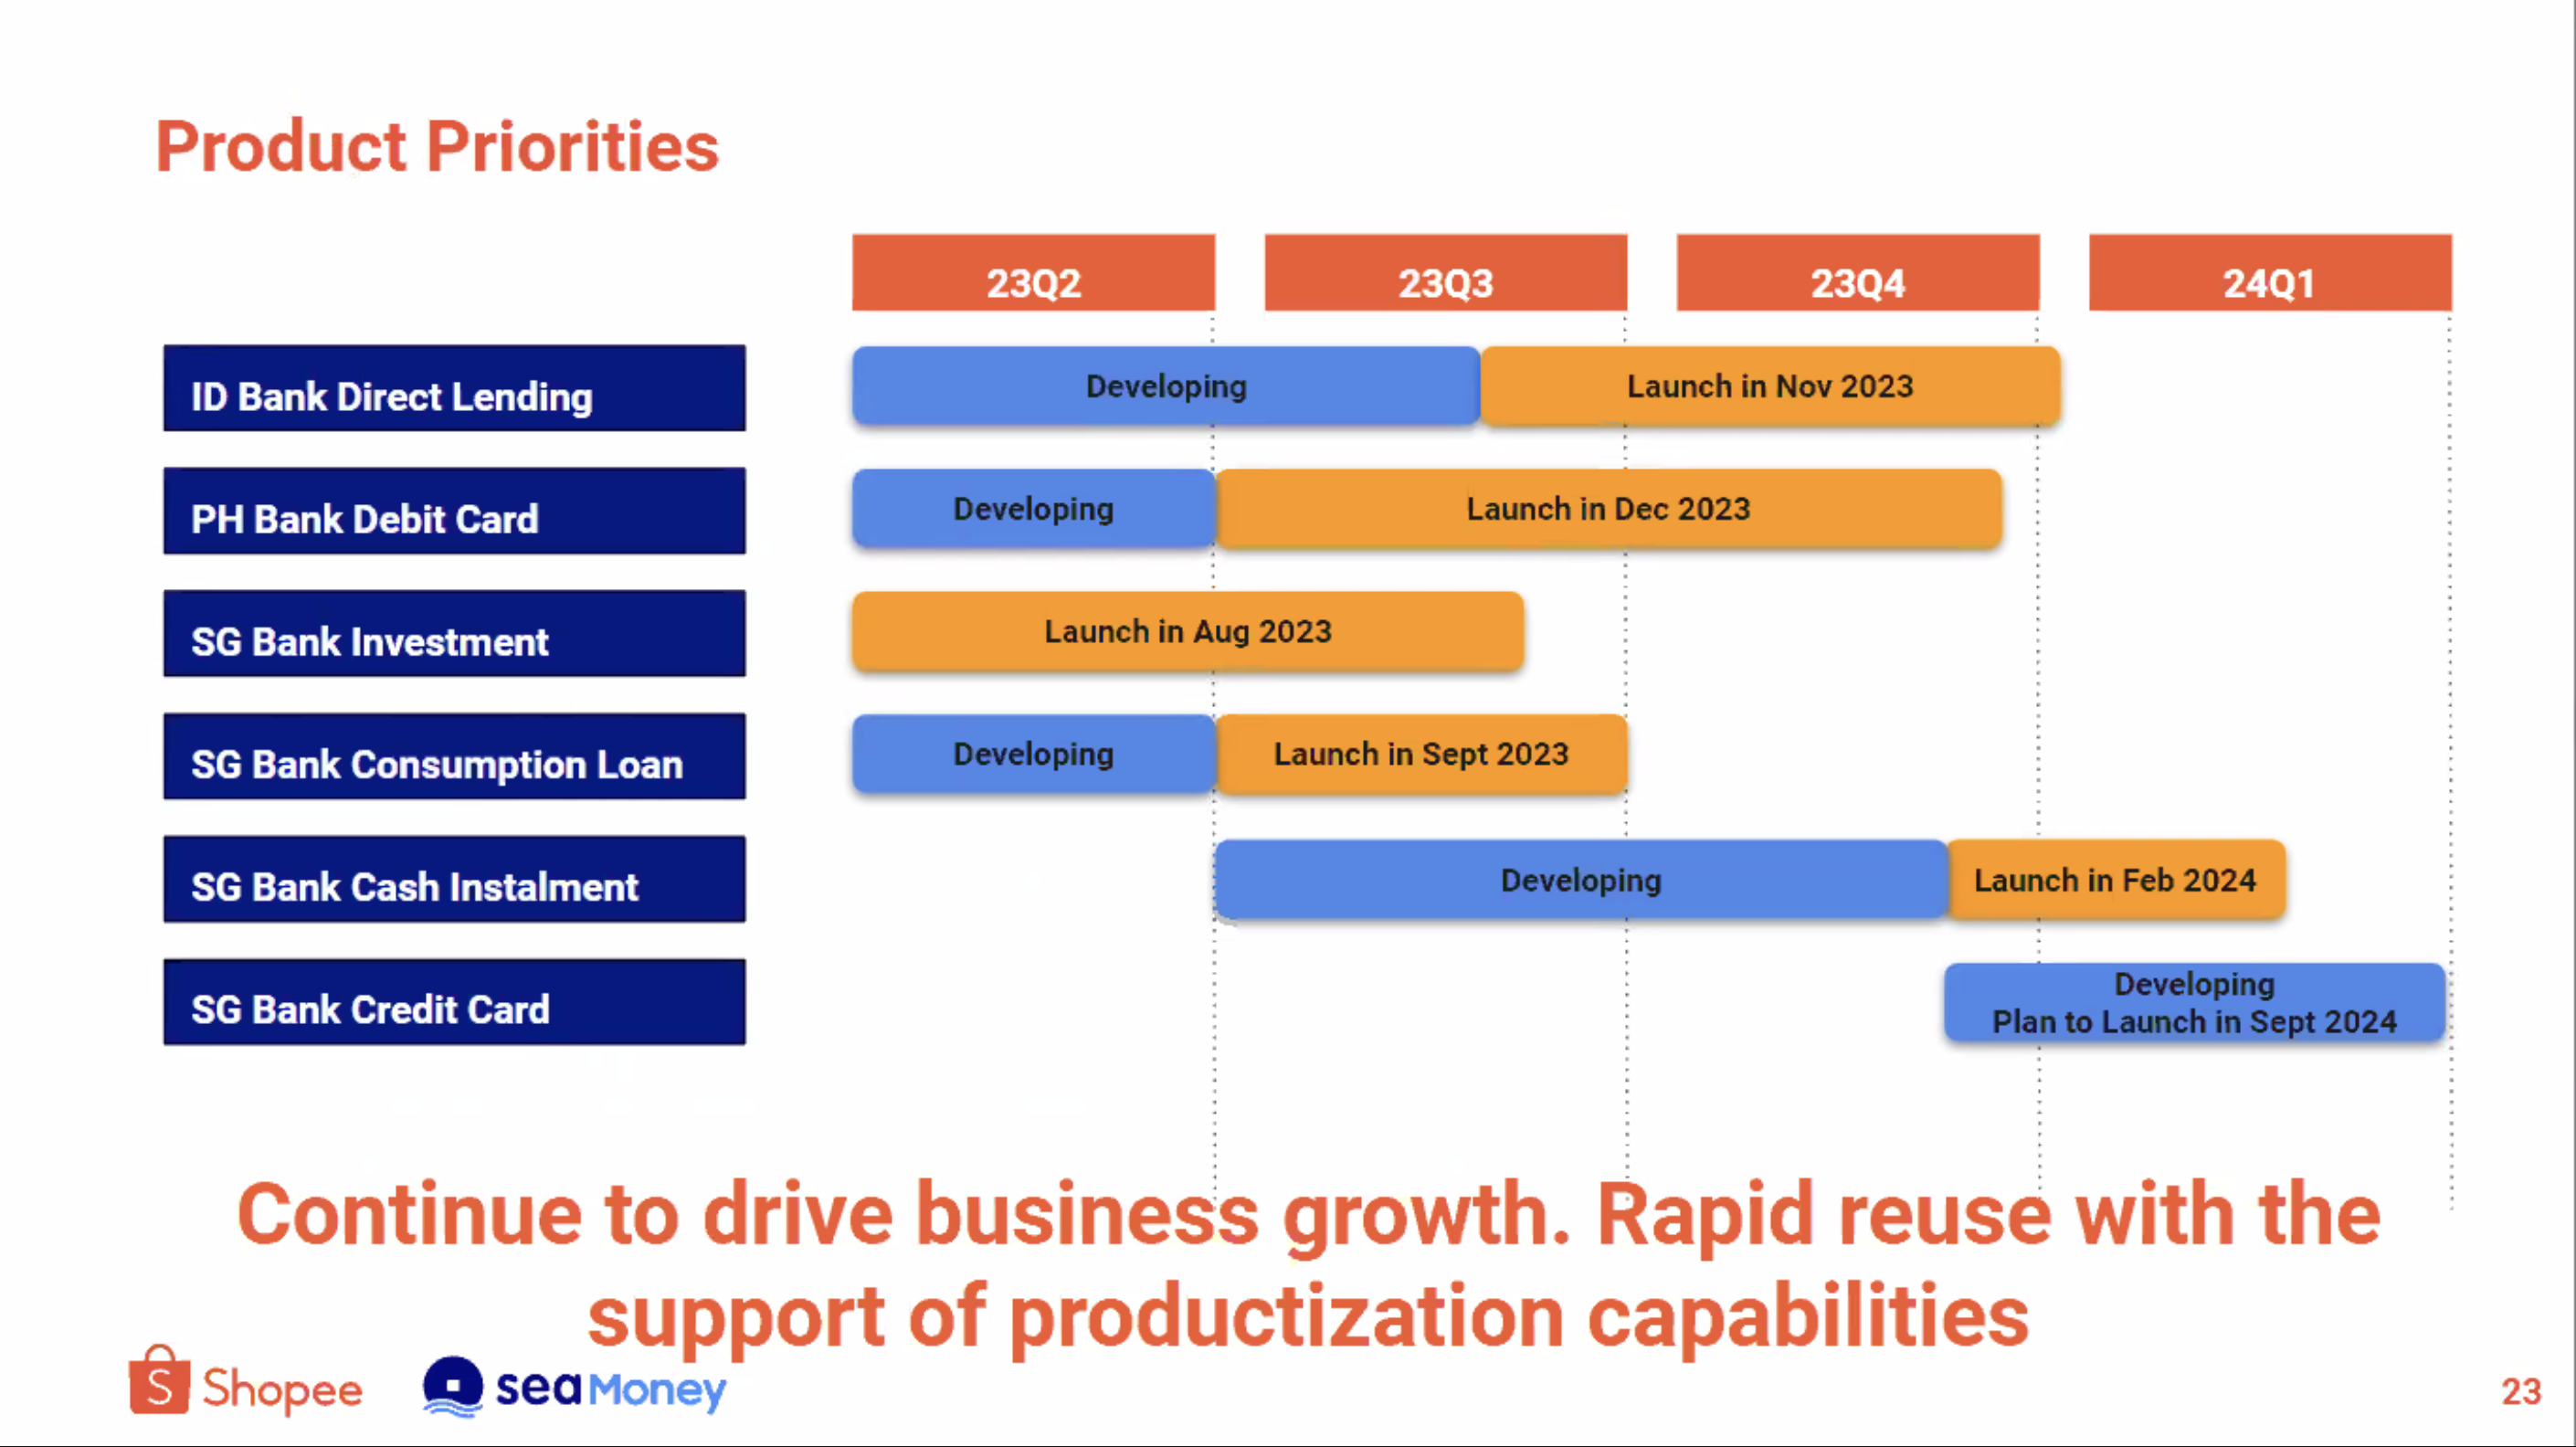 Product Priorities
23Q2
23Q3
23Q4
24Q1
ID Bank Direct Lending
Developing
Launch in Nov 2023
PH Bank Debit Card
Developing
Launch in Dec 2023
SG Bank Investment
Launch in Aug 2023
SG Bank Consumption Loan
Developing
Launch in Sept 2023
SG Bank Cash Instalment
Developing
Launch in Feb 2024
SG Bank Credit Card
Developing
Plan to Launch in Sept 2024
Continue to drive business growth. Rapid reuse with the
support of productization capabilities
S Shopee
seaMoney
23